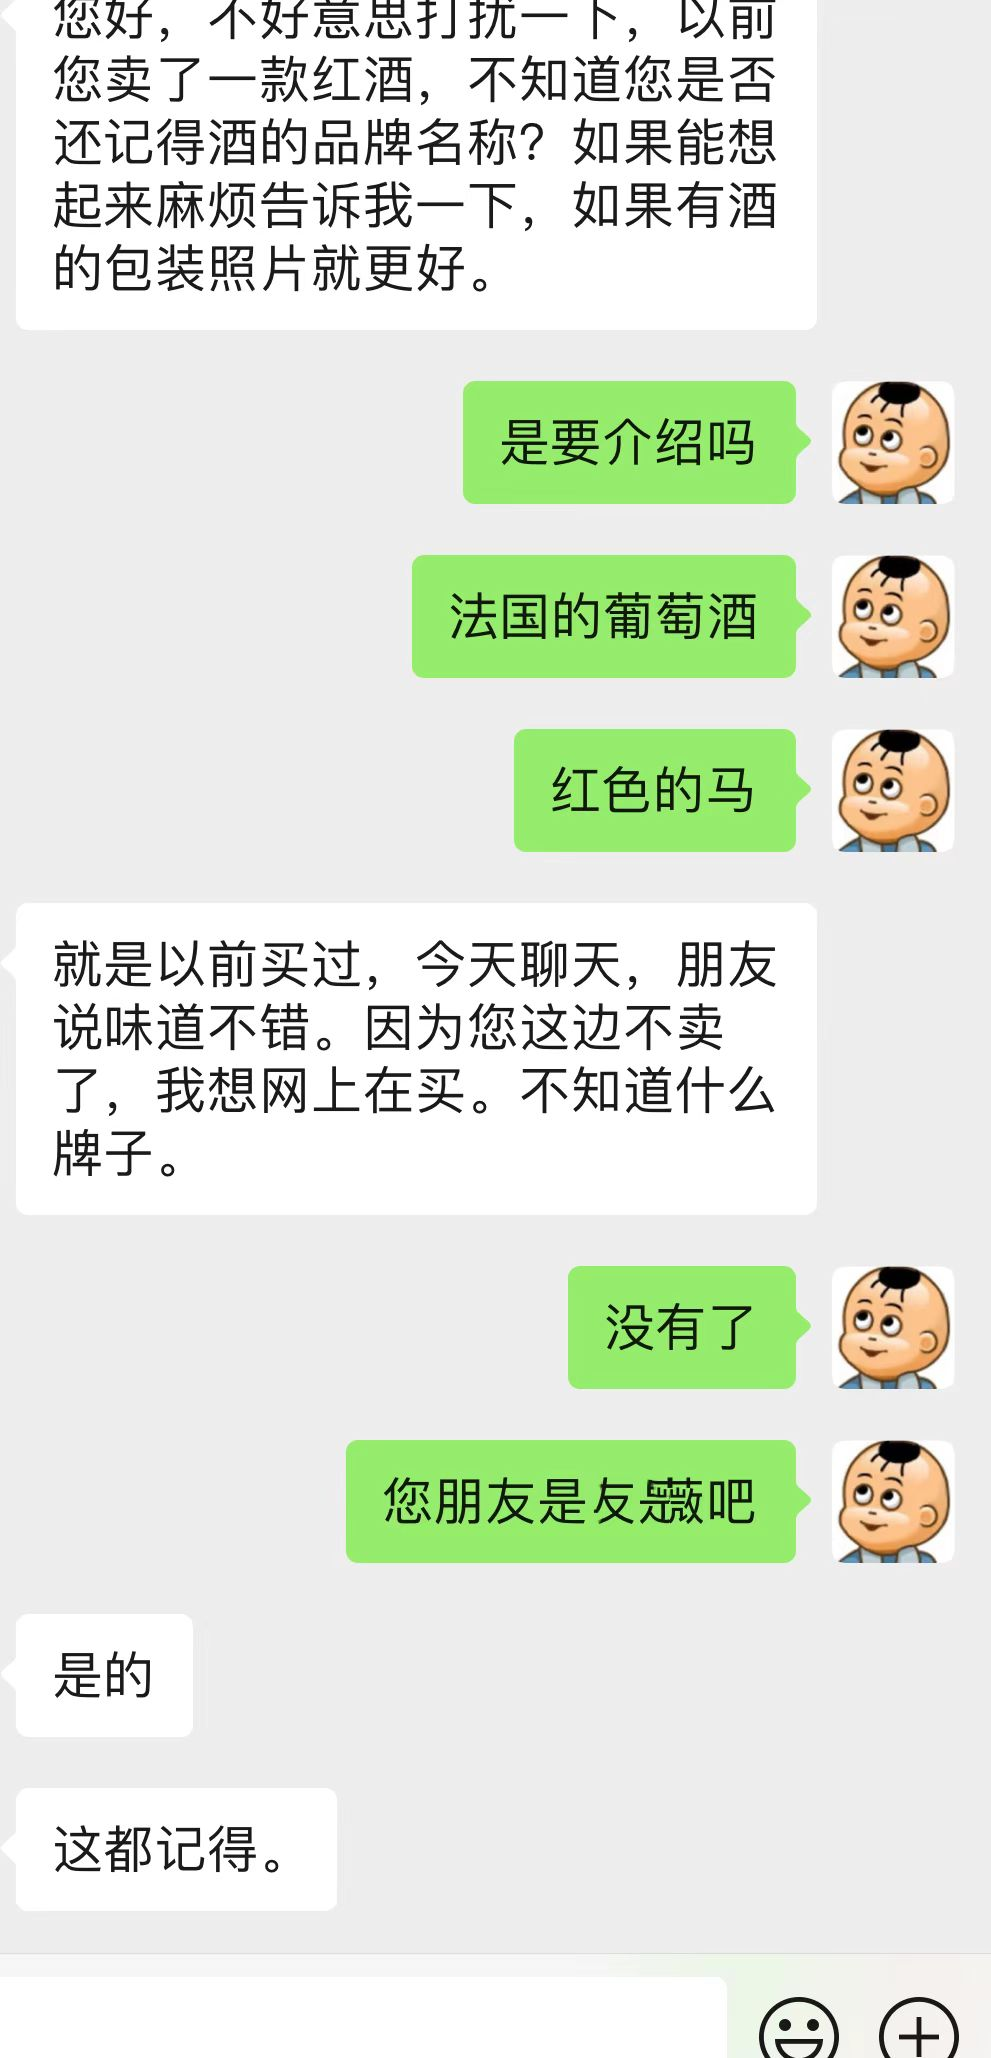 您好，不好意思打扰一下，以前
您卖了一款红酒，不知道您是否
还记得酒的品牌名称？如果能想
起来麻烦告诉我一下，如果有酒
的包装照片就更好。
是要介绍吗
法国的葡萄酒
红色的马
就是以前买过，今天聊天，朋友
说味道不错。因为您这边不卖
了，我想网上在买。不知道什么
牌子。
没有了
您朋友是友薇吧
是的
这都记得。